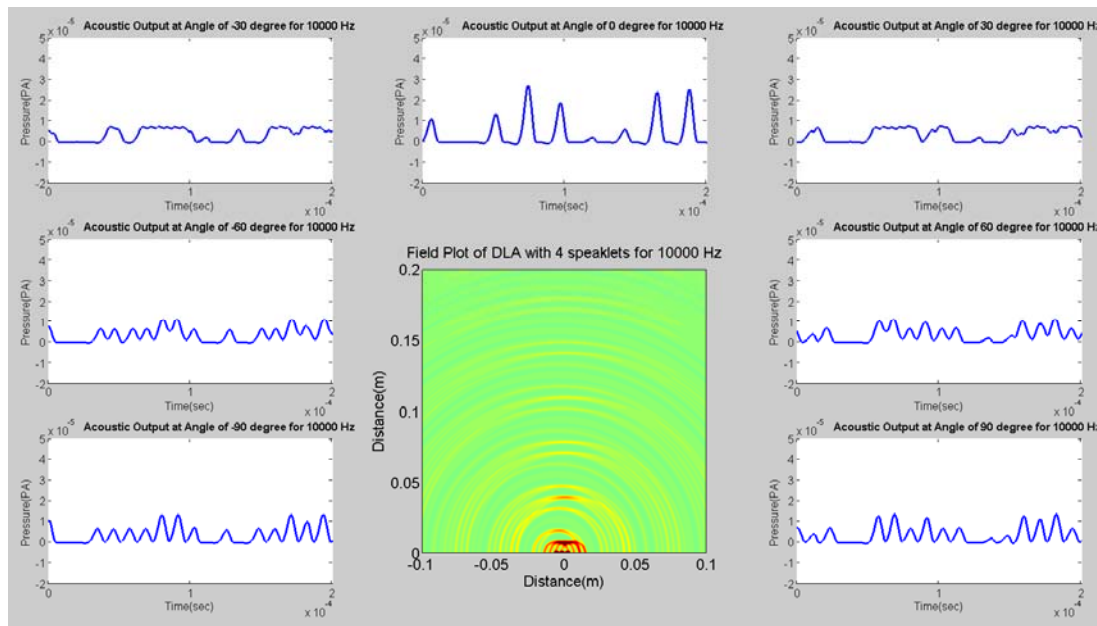 Acoustic Output at Angle of -30 degree for 10000 Hz
x 10
-5
5
4
3
2
1
0
-1
-2
Pressure(PA)
0
1
2
Time(sec)
x 10
-4
Acoustic Output at Angle of 0 degree for 10000 Hz
x 10
-5
5
4
3
2
1
0
-1
-2
Pressure(PA)
0
1
2
Time(sec)
x 10
-4
Acoustic Output at Angle of 30 degree for 10000 Hz
x 10
-5
5
4
3
2
1
0
-1
-2
Pressure(PA)
0
1
2
Time(sec)
x 10
-4
Acoustic Output at Angle of -60 degree for 10000 Hz
x 10
-5
5
4
3
2
1
0
-1
-2
Pressure(PA)
0
1
2
Time(sec)
x 10
-4
Field Plot of DLA with 4 speaklets for 10000 Hz
0.2
0.15
0.1
0.05
0
Distance(m)
-0.1
-0.05
0
0.05
0.1
Distance(m)
Acoustic Output at Angle of 60 degree for 10000 Hz
x 10
-5
5
4
3
2
1
0
-1
-2
Pressure(PA)
0
1
2
Time(sec)
x 10
-4
Acoustic Output at Angle of -90 degree for 10000 Hz
x 10
-5
5
4
3
2
1
0
-1
-2
Pressure(PA)
0
1
2
Time(sec)
x 10
-4
Acoustic Output at Angle of 90 degree for 10000 Hz
x 10
-5
5
4
3
2
1
0
-1
-2
Pressure(PA)
0
1
2
Time(sec)
x 10
-4